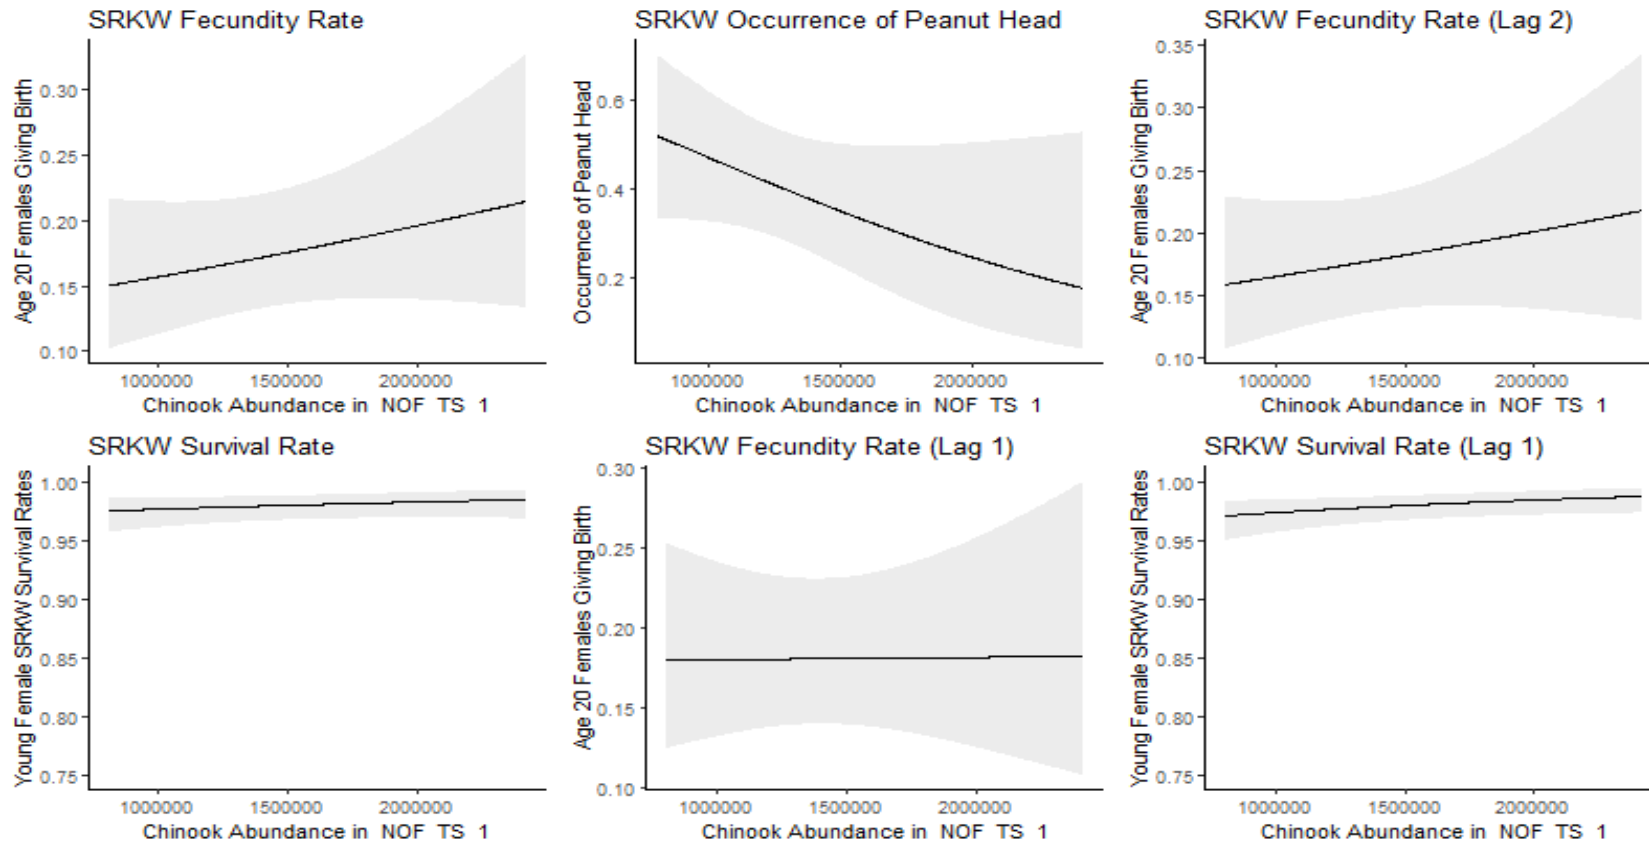 SRKW Fecundity Rate
Age 20 Females Giving Birth
0.30
0.25
0.20
0.15
0.10
1000000 1500000 2000000
Chinook Abundance in NOF TS 1
SRKW Occurrence of Peanut Head
Occurrence of Peanut Head
0.6
0.4
0.2
1000000 1500000 2000000
Chinook Abundance in NOF TS 1
SRKW Fecundity Rate (Lag 2)
Age 20 Females Giving Birth
0.35
0.30
0.25
0.20
0.15
0.10
1000000 1500000 2000000
Chinook Abundance in NOF TS 1
SRKW Survival Rate
Young Female SRKW Survival Rates
1.00
0.95
0.90
0.85
0.80
0.75
1000000 1500000 2000000
Chinook Abundance in NOF TS 1
SRKW Fecundity Rate (Lag 1)
Age 20 Females Giving Birth
0.30
0.25
0.20
0.15
0.10
1000000 1500000 2000000
Chinook Abundance in NOF TS 1
SRKW Survival Rate (Lag 1)
Young Female SRKW Survival Rates
1.00
0.95
0.90
0.85
0.80
0.75
1000000 1500000 2000000
Chinook Abundance in NOF TS 1